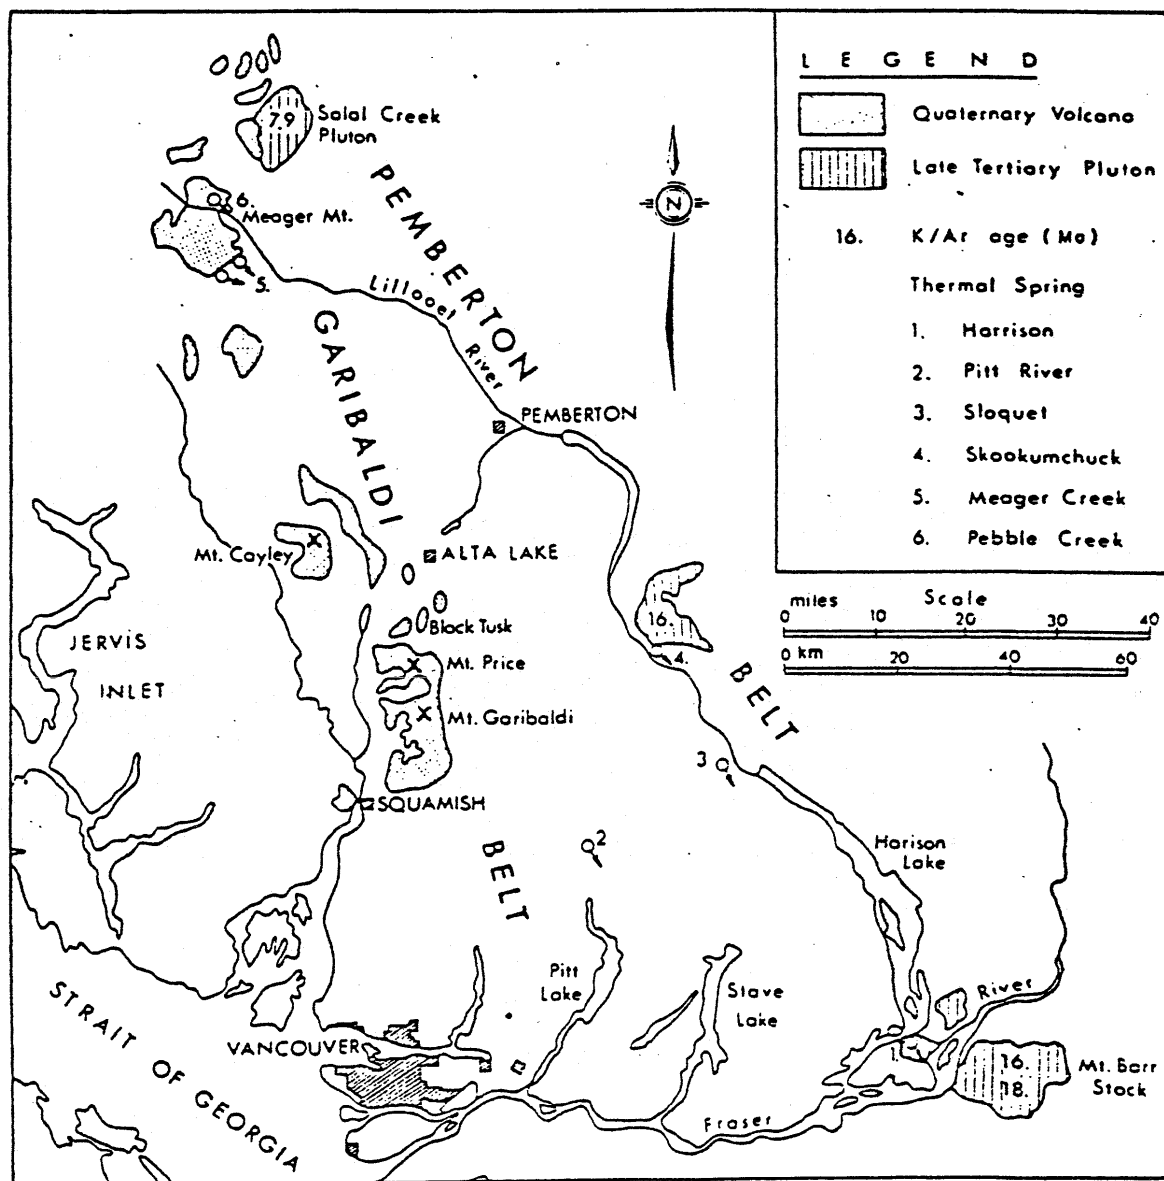 LEGEND
Quaternary Volcano
Late Tertiary Pluton
16. K/Ar age (Ma)
Thermal Spring
1. Harrison
2. Pitt River
3. Sloquet
4. Skookumchuck
5. Meager Creek
6. Pebble Creek
miles Scale
0 10 20 30 40
0 km 20 40 60
N
7.9
Salal Creek
Pluton
6.
Meager Mt.
5.
PEMBERTON
Lillooet
River
GARIBALDI
PEMBERTON
Mt. Cayley
ALTA LAKE
Black Tusk
Mt. Price
Mt. Garibaldi
JERVIS
INLET
16.
4.
BELT
3
SQUAMISH
2
BELT
Harison
Lake
Pitt
Lake
Stave
Lake
River
STRAIT OF GEORGIA
VANCOUVER
1.
16.
18.
Mt. Barr
Stock
Fraser